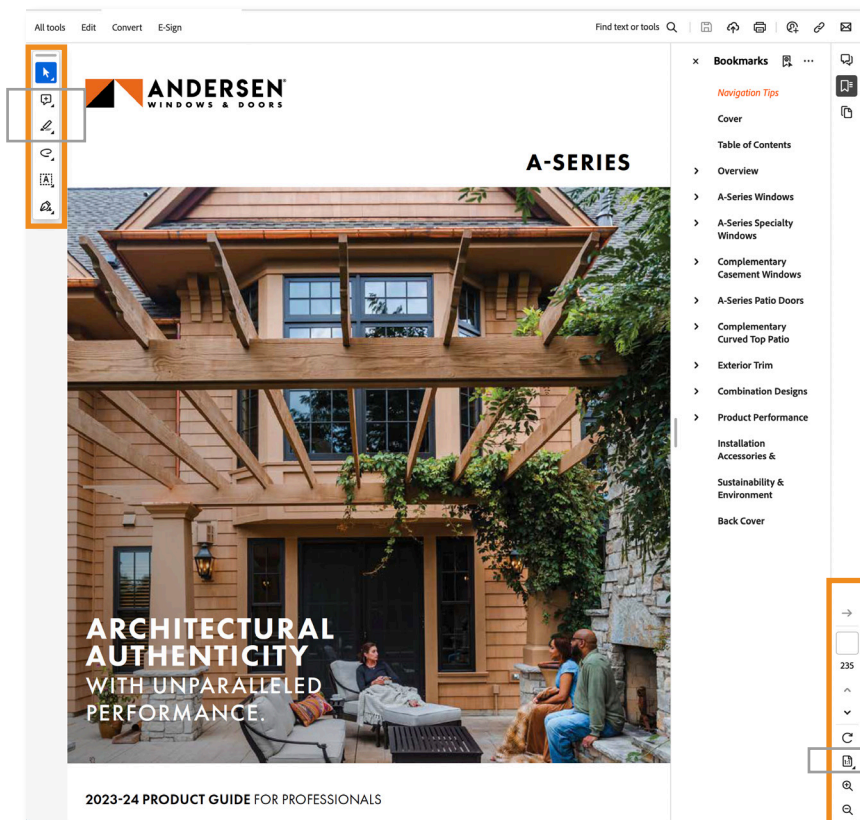 All tools Edit Convert E-Sign Find text or tools
ANDERSEN
WINDOWS & DOORS
A-SERIES
ARCHITECTURAL
AUTHENTICITY
WITH UNPARALLELED
PERFORMANCE.
2023-24 PRODUCT GUIDE FOR PROFESSIONALS
Bookmarks
Navigation Tips
Cover
Table of Contents
Overview
A-Series Windows
A-Series Specialty
Windows
Complementary
Casement Windows
A-Series Patio Doors
Complementary
Curved Top Patio
Exterior Trim
Combination Designs
Product Performance
Installation
Accessories &
Sustainability &
Environment
Back Cover
235